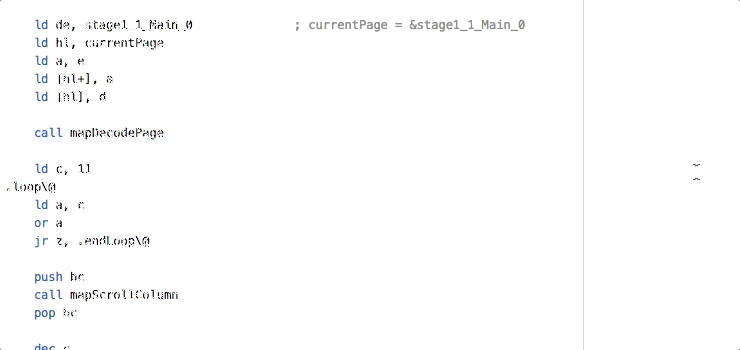 ld de, stage1_1_Main_0 ; currentPage = &stage1_1_Main_0
ld hl, currentPage
ld a, e
ld [hl+], a
ld [hl], d
call mapDecodePage
ld c, 11
.loop\@
ld a, c
or a
jr z, .endLoop\@
push bc
call mapScrollColumn
pop bc
dec c